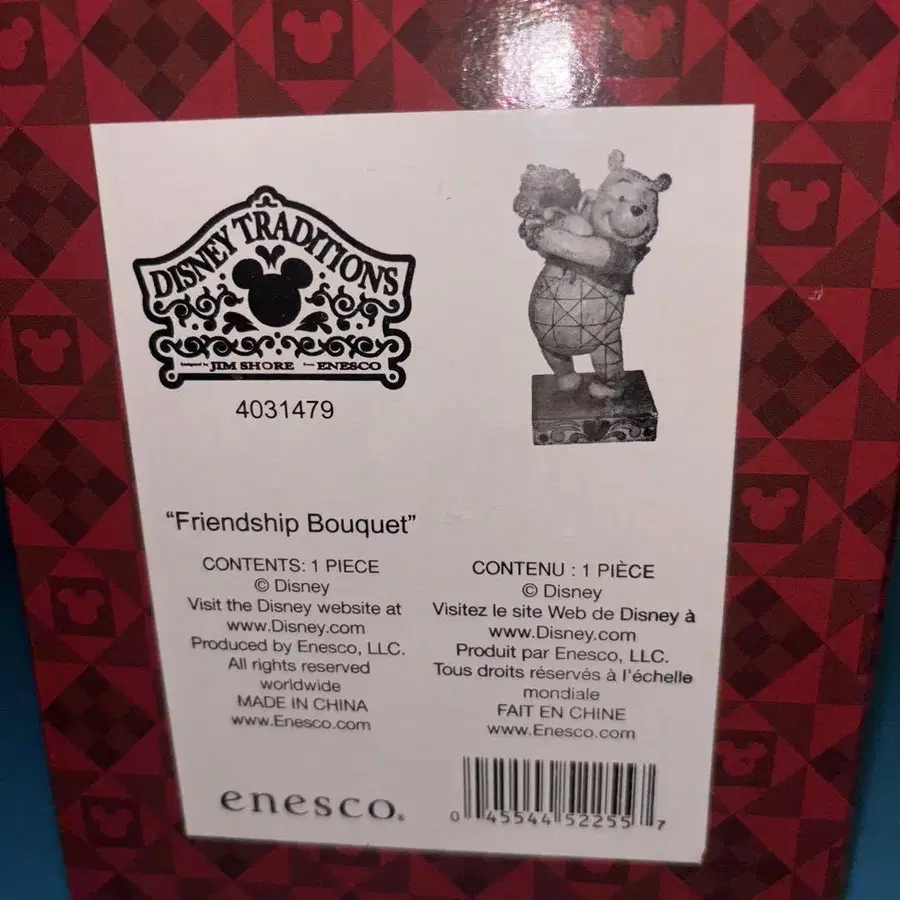 DISNEY TRADITIONS
designed by JIM SHORE from ENESCO
4031479
“Friendship Bouquet”
CONTENTS: 1 PIECE
© Disney
Visit the Disney website at
www.Disney.com
Produced by Enesco, LLC.
All rights reserved
worldwide
MADE IN CHINA
www.Enesco.com
enesco.
CONTENU : 1 PIÈCE
© Disney
Visitez le site Web de Disney à
www.Disney.com
Produit par Enesco, LLC.
Tous droits réservés à l’échelle
mondiale
FAIT EN CHINE
www.Enesco.com
0 45544 52255 7